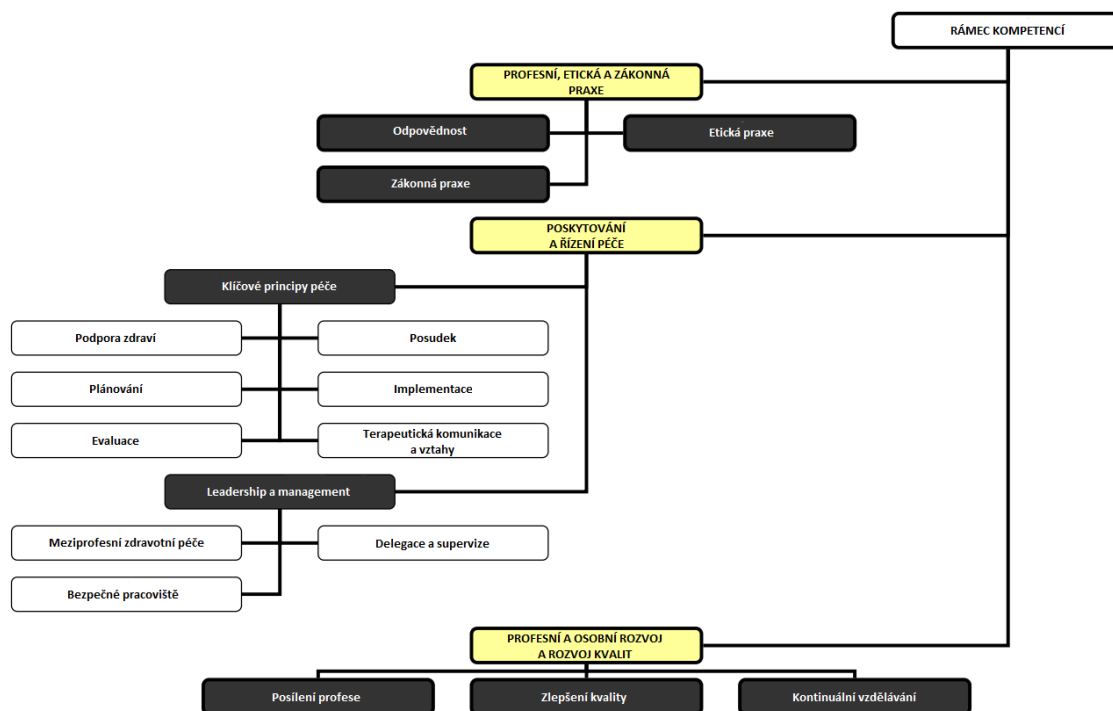 RÁMEC KOMPETENCÍ
PROFESNÍ, ETICKÁ A ZÁKONNÁ
PRAXE
Odpovědnost
Etická praxe
Zákonná praxe
POSKYTOVÁNÍ
A ŘÍZENÍ PÉČE
Klíčové principy péče
Podpora zdraví
Posudek
Plánování
Implementace
Evaluace
Terapeutická komunikace
a vztahy
Leadership a management
Meziprofesní zdravotní péče
Delegace a supervize
Bezpečné pracoviště
PROFESNÍ A OSOBNÍ ROZVOJ
A ROZVOJ KVALIT
Posílení profese
Zlepšení kvality
Kontinuální vzdělávání